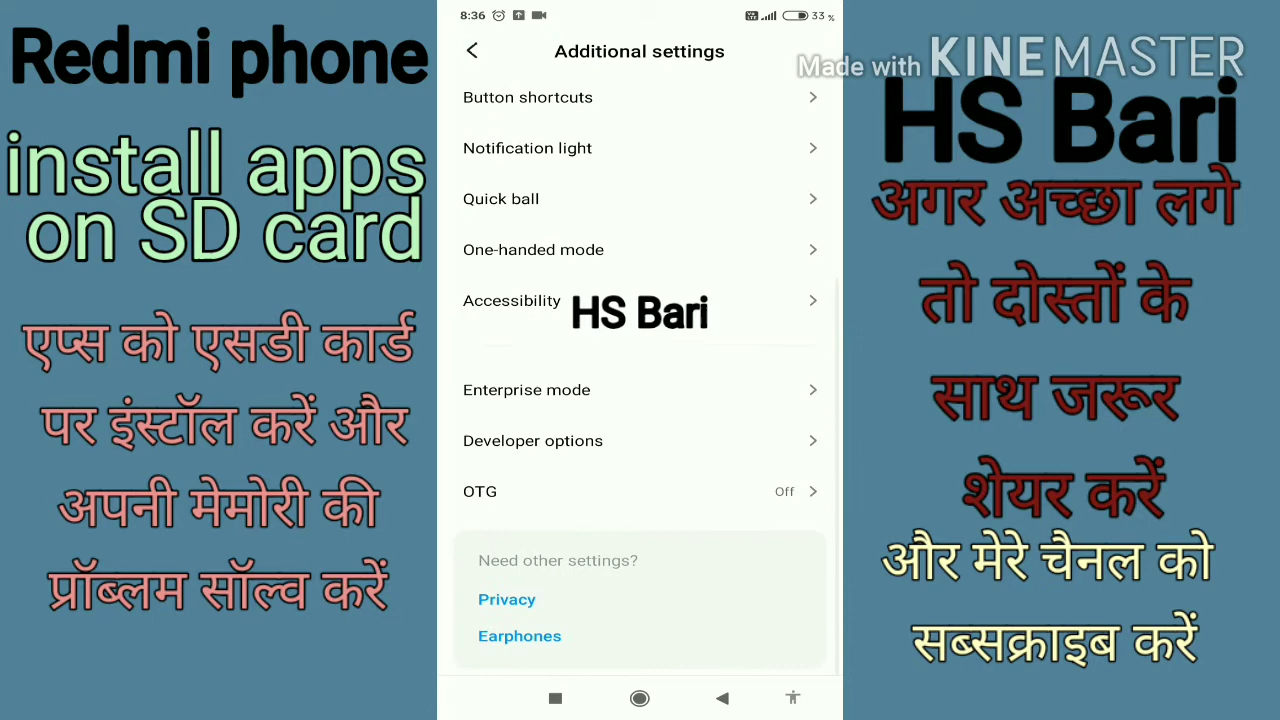 Redmi phone
install apps
on SD card
एप्स को एसडी कार्ड
पर इंस्टॉल करें और
अपनी मेमोरी की
प्रॉब्लम सॉल्व करें
8:36
33 %
Additional settings
Button shortcuts
Notification light
Quick ball
One-handed mode
Accessibility
HS Bari
Enterprise mode
Developer options
OTG Off
Need other settings?
Privacy
Earphones
Made with KINEMASTER
HS Bari
अगर अच्छा लगे
तो दोस्तों के
साथ जरूर
शेयर करें
और मेरे चैनल को
सब्सक्राइब करें